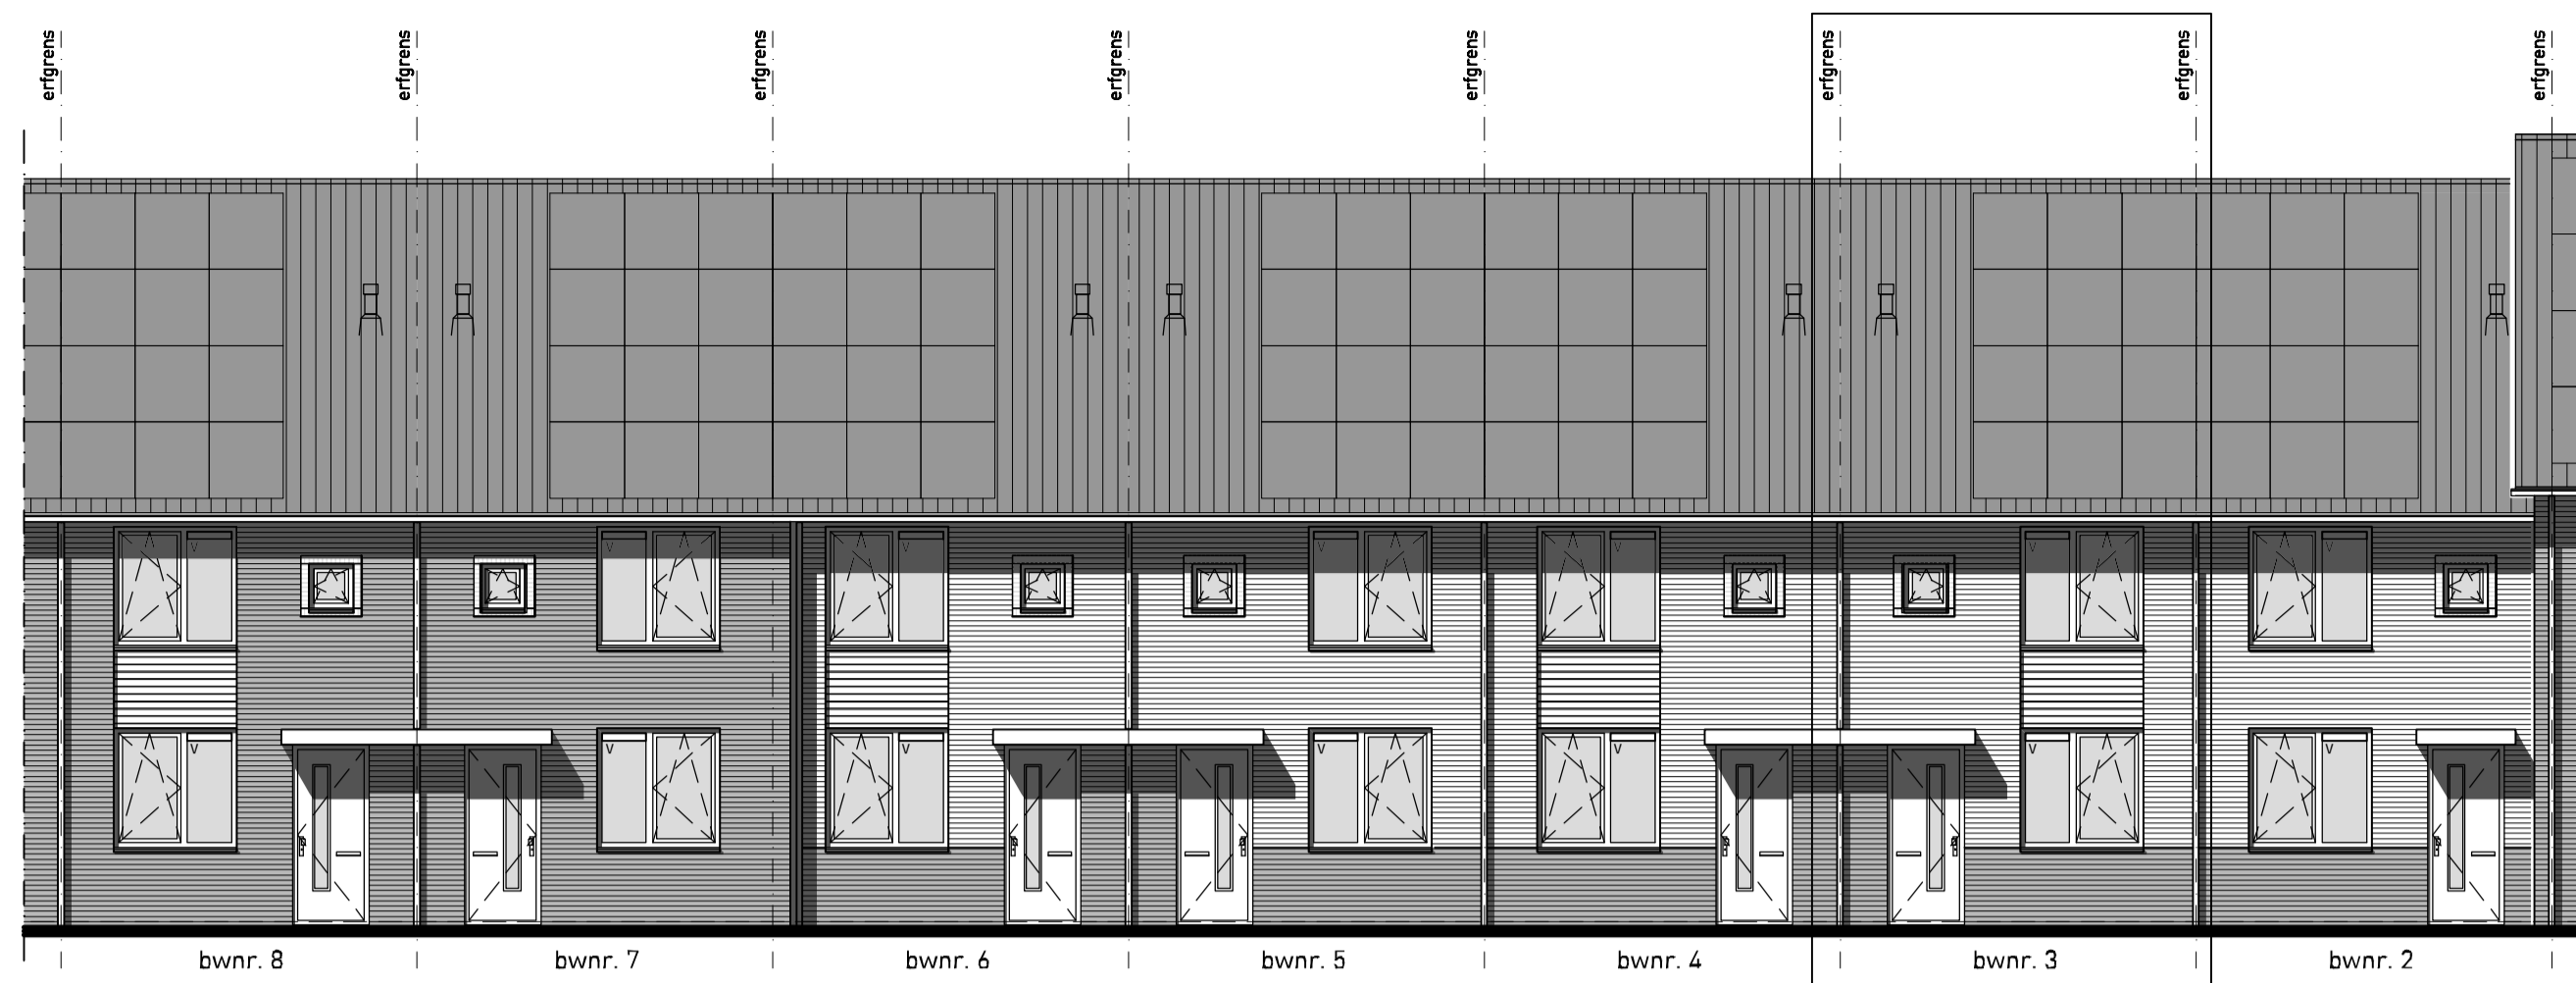 erfgrens
erfgrens
erfgrens
erfgrens
erfgrens
erfgrens
erfgrens
erfgrens
V
V
V
V
V
V
V
V
V
V
V
V
V
V
bwnr. 8
bwnr. 7
bwnr. 6
bwnr. 5
bwnr. 4
bwnr. 3
bwnr. 2